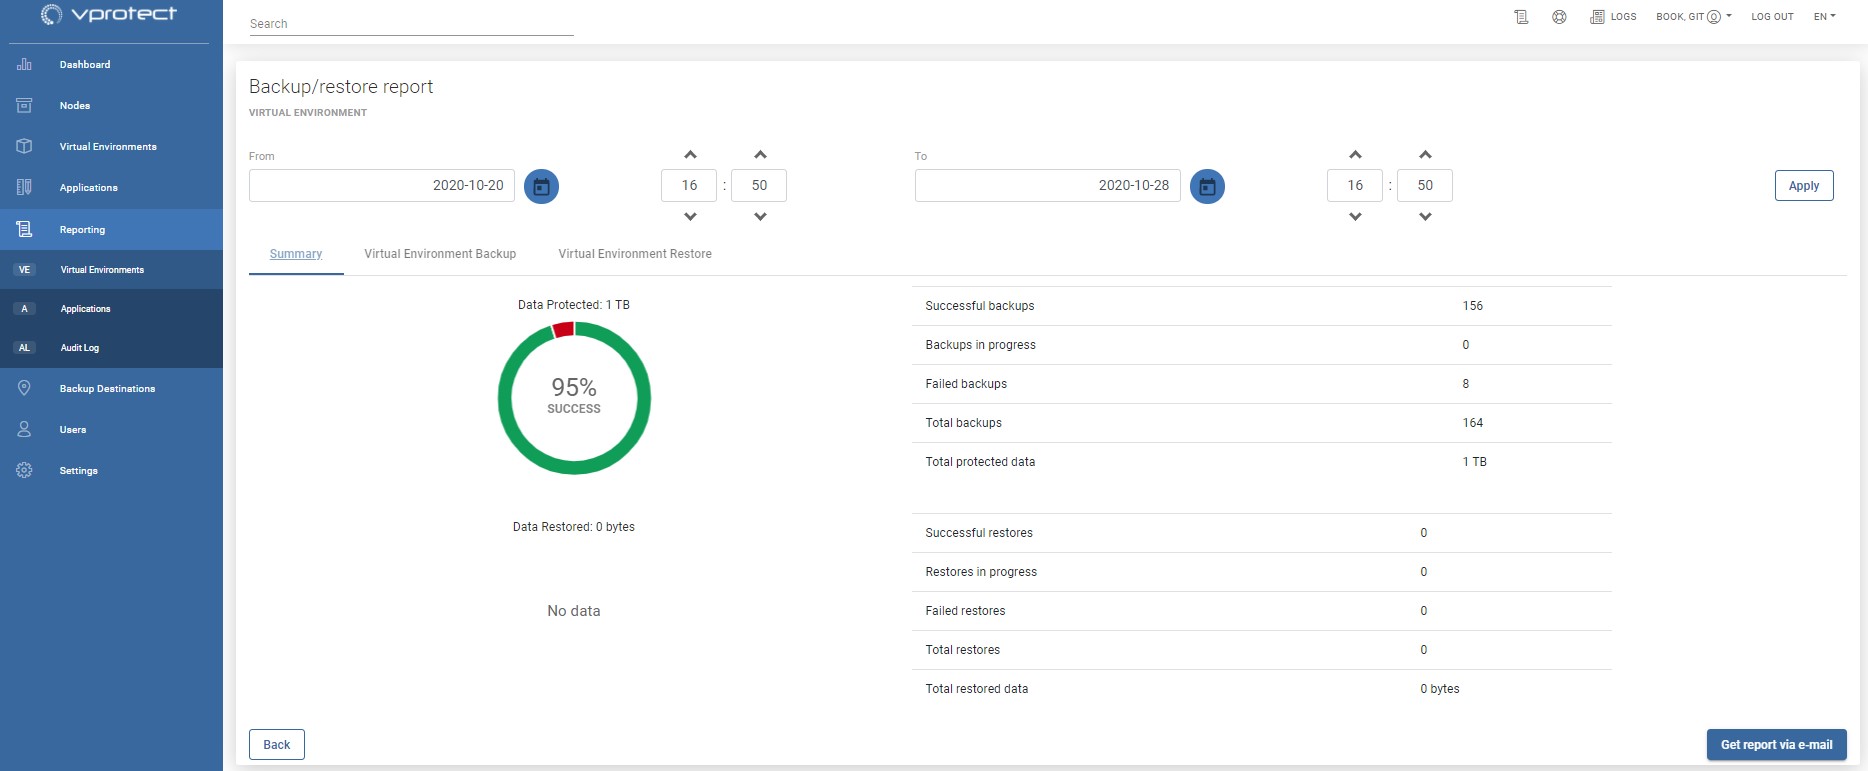 vprotect
Search
LOGS
BOOK, GIT
LOG OUT
EN
Dashboard
Nodes
Virtual Environments
Applications
Reporting
VE Virtual Environments
A Applications
AL Audit Log
Backup Destinations
Users
Settings
Backup/restore report
VIRTUAL ENVIRONMENT
From
2020-10-20
16 : 50
To
2020-10-28
16 : 50
Apply
Summary
Virtual Environment Backup
Virtual Environment Restore
Data Protected: 1 TB
95%
SUCCESS
Successful backups 156
Backups in progress 0
Failed backups 8
Total backups 164
Total protected data 1 TB
Data Restored: 0 bytes
No data
Successful restores 0
Restores in progress 0
Failed restores 0
Total restores 0
Total restored data 0 bytes
Back
Get report via e-mail